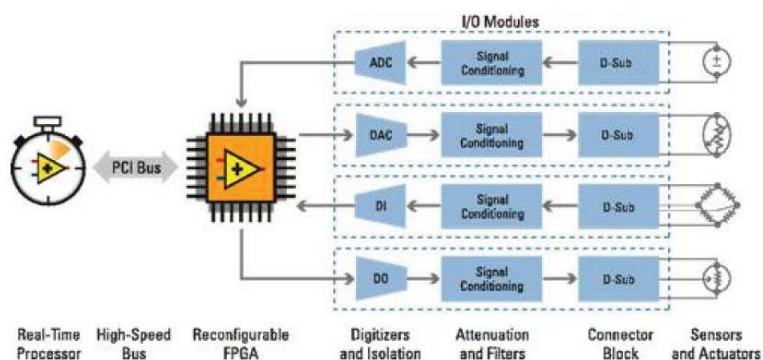 I/O Modules
ADC
Signal
Conditioning
D-Sub
DAC
Signal
Conditioning
D-Sub
PCI Bus
DI
Signal
Conditioning
D-Sub
DO
Signal
Conditioning
D-Sub
Real-Time
Processor
High-Speed
Bus
Reconfigurable
FPGA
Digitizers
and Isolation
Attenuation
and Filters
Connector
Block
Sensors
and Actuators